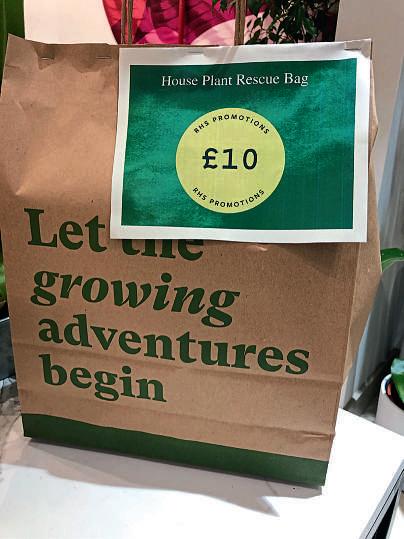 House Plant Rescue Bag
RHS PROMOTIONS
£10
RHS PROMOTIONS
Let the
growing
adventures
begin